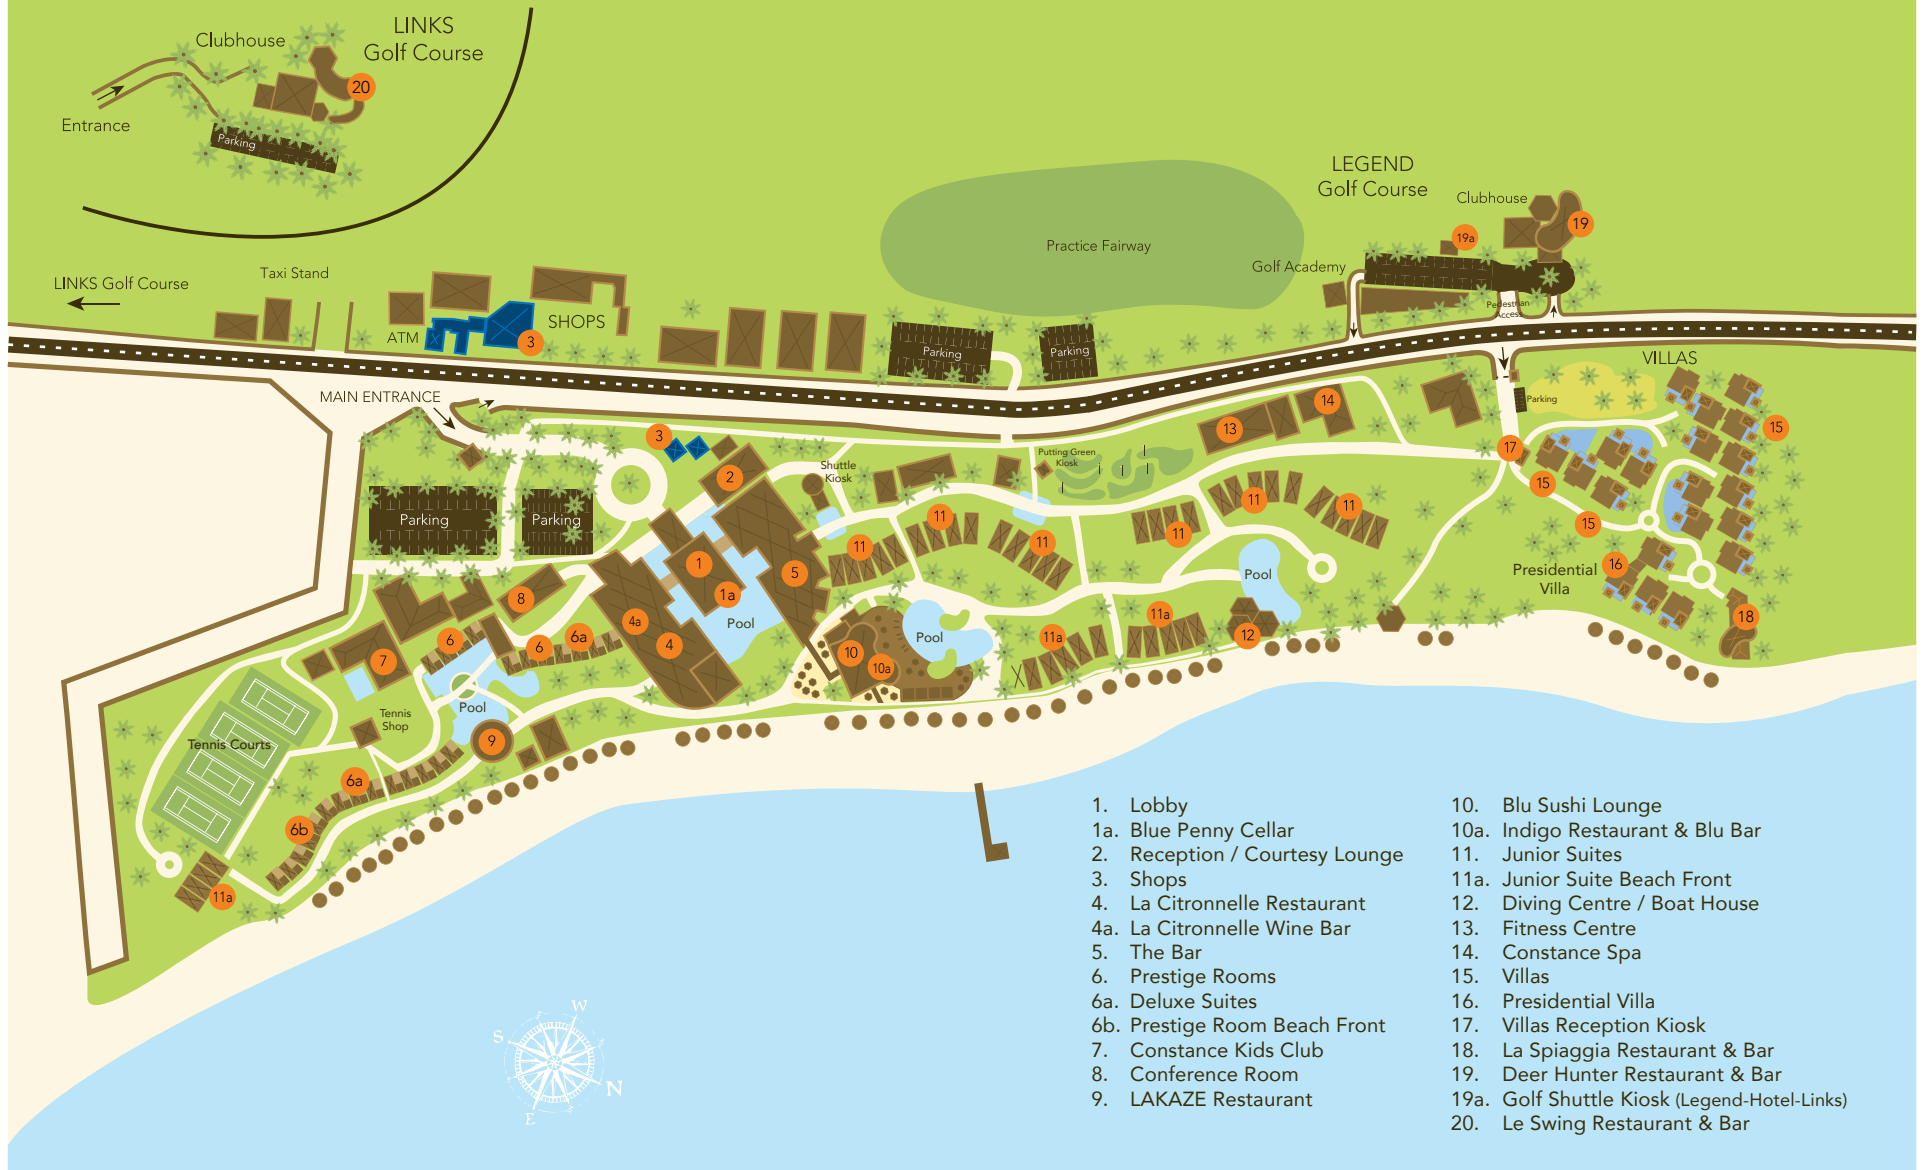 LINKS
Golf Course
Clubhouse
20
Entrance
Parking
LEGEND
Golf Course
Clubhouse
19
19a
Practice Fairway
Golf Academy
Pedestrian
Access
LINKS Golf Course
Taxi Stand
ATM
SHOPS
3
Parking
Parking
VILLAS
Parking
MAIN ENTRANCE
3
2
Shuttle
Kiosk
Putting Green
Kiosk
13
14
17
15
15
15
Parking
Parking
11
11
11
11
11
11
1
1a
5
Pool
Presidential
Villa
16
8
4a
4
Pool
6
6
6a
7
10
10a
Pool
11a
11a
12
18
Pool
Tennis
Shop
Tennis Courts
9
6a
6b
11a
1. Lobby
1a. Blue Penny Cellar
2. Reception / Courtesy Lounge
3. Shops
4. La Citronnelle Restaurant
4a. La Citronnelle Wine Bar
5. The Bar
6. Prestige Rooms
6a. Deluxe Suites
6b. Prestige Room Beach Front
7. Constance Kids Club
8. Conference Room
9. LAKAZE Restaurant
10. Blu Sushi Lounge
10a. Indigo Restaurant & Blu Bar
11. Junior Suites
11a. Junior Suite Beach Front
12. Diving Centre / Boat House
13. Fitness Centre
14. Constance Spa
15. Villas
16. Presidential Villa
17. Villas Reception Kiosk
18. La Spiaggia Restaurant & Bar
19. Deer Hunter Restaurant & Bar
19a. Golf Shuttle Kiosk (Legend-Hotel-Links)
20. Le Swing Restaurant & Bar
W
S
N
E